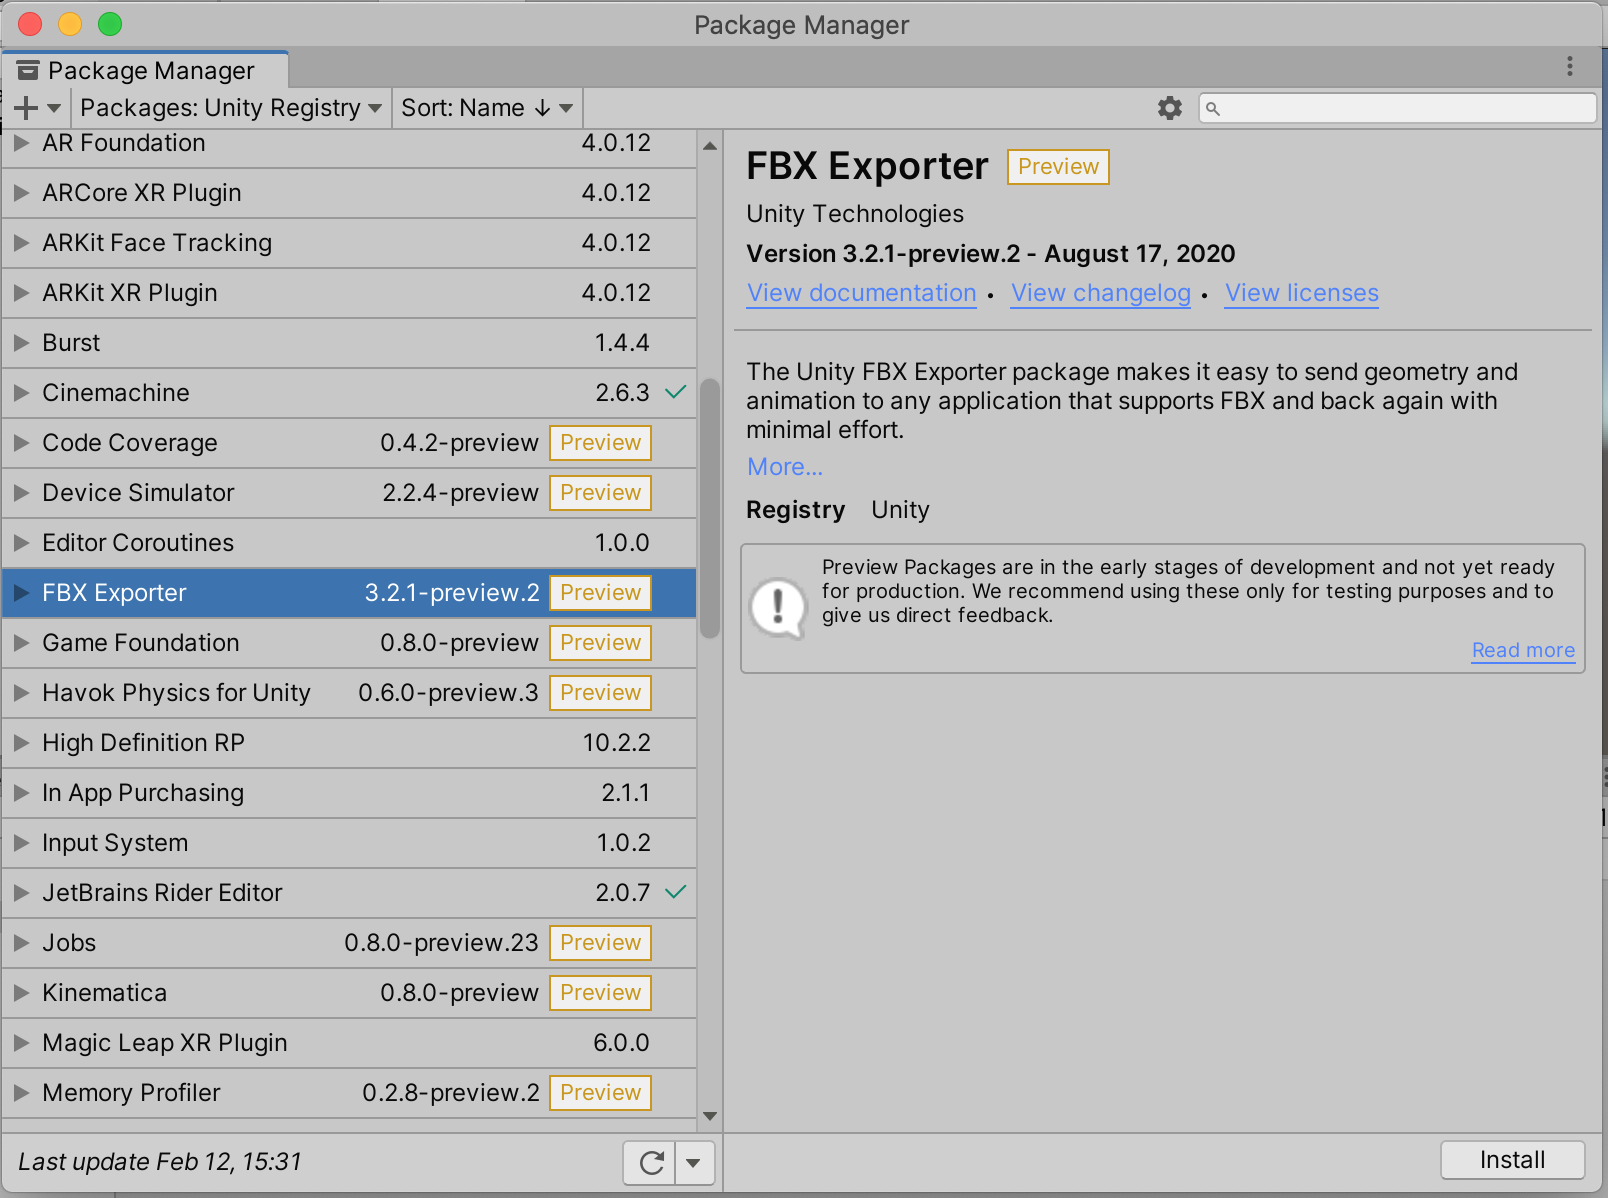 Package Manager
Package Manager
Packages: Unity Registry
Sort: Name ↓
AR Foundation 4.0.12
ARCore XR Plugin 4.0.12
ARKit Face Tracking 4.0.12
ARKit XR Plugin 4.0.12
Burst 1.4.4
Cinemachine 2.6.3
Code Coverage 0.4.2-preview Preview
Device Simulator 2.2.4-preview Preview
Editor Coroutines 1.0.0
FBX Exporter 3.2.1-preview.2 Preview
Game Foundation 0.8.0-preview Preview
Havok Physics for Unity 0.6.0-preview.3 Preview
High Definition RP 10.2.2
In App Purchasing 2.1.1
Input System 1.0.2
JetBrains Rider Editor 2.0.7
Jobs 0.8.0-preview.23 Preview
Kinematica 0.8.0-preview Preview
Magic Leap XR Plugin 6.0.0
Memory Profiler 0.2.8-preview.2 Preview
Last update Feb 12, 15:31
FBX Exporter Preview
Unity Technologies
Version 3.2.1-preview.2 - August 17, 2020
View documentation • View changelog • View licenses
The Unity FBX Exporter package makes it easy to send geometry and
animation to any application that supports FBX and back again with
minimal effort.
More...
Registry Unity
Preview Packages are in the early stages of development and not yet ready
for production. We recommend using these only for testing purposes and to
give us direct feedback.
Read more
Install